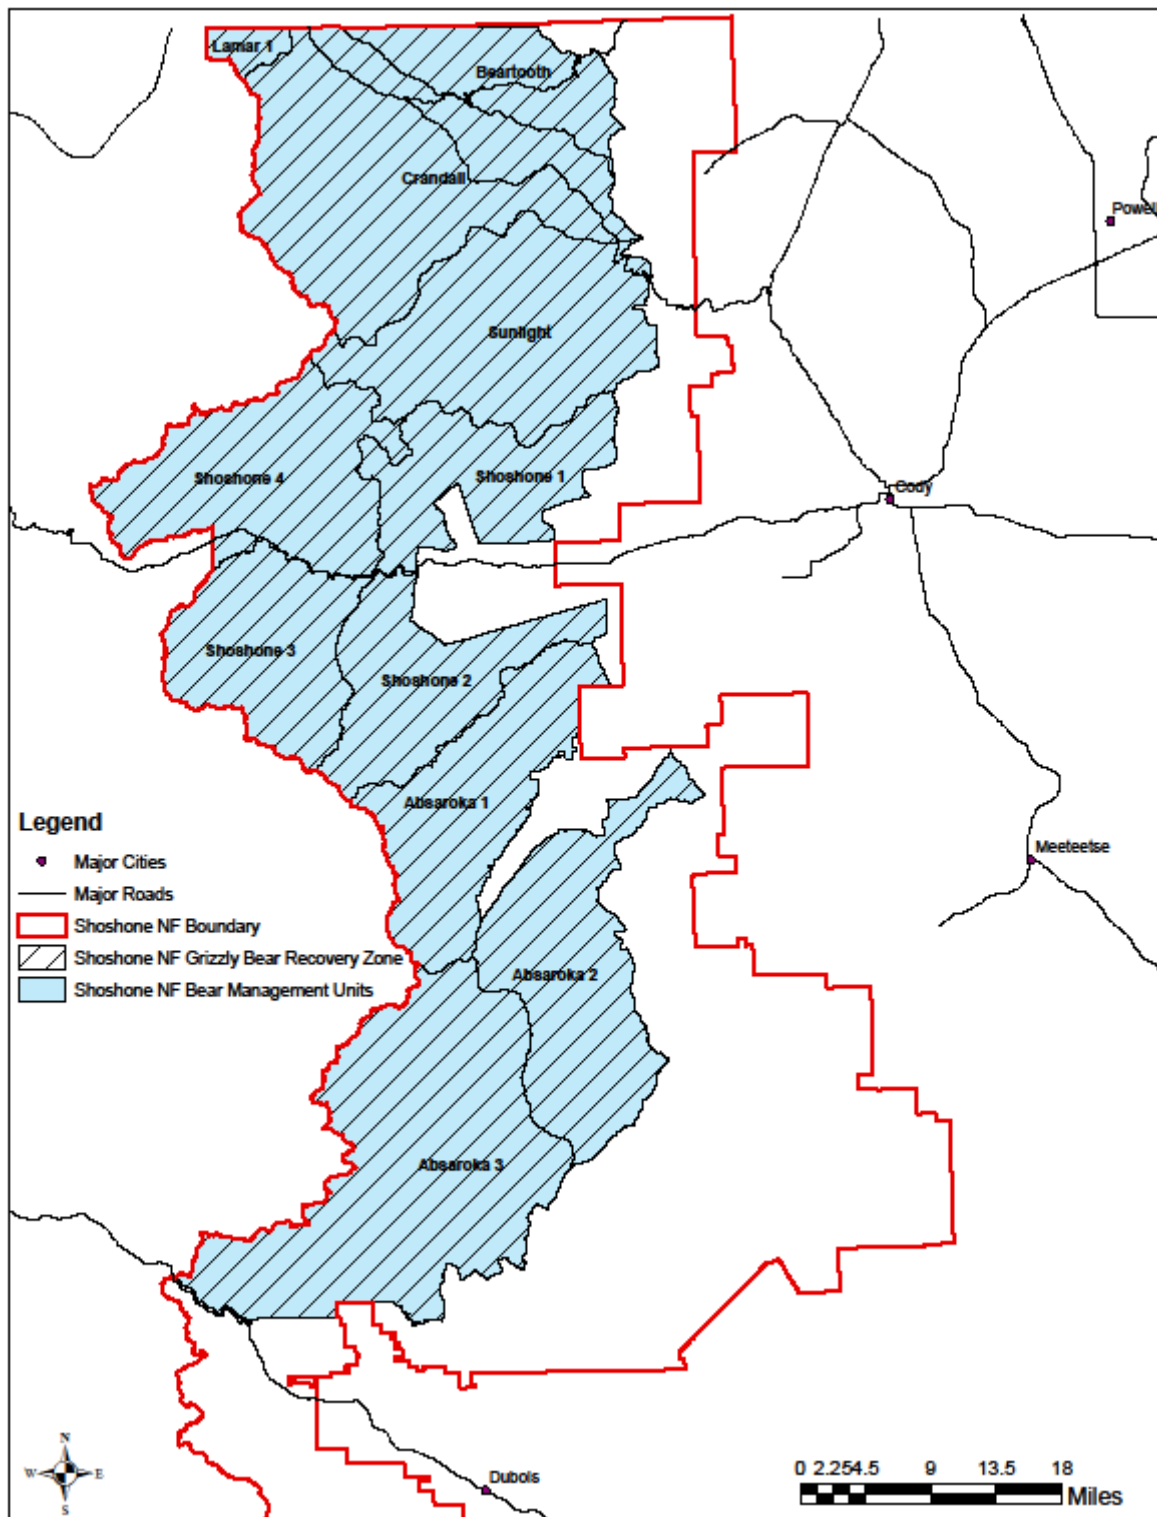 Lamar 1
Beartooth
Crandall
Powell
Sunlight
Shoshone 4
Shoshone 1
Cody
Shoshone 3
Shoshone 2
Absaroka 1
Legend
Major Cities
Major Roads
Shoshone NF Boundary
Shoshone NF Grizzly Bear Recovery Zone
Shoshone NF Bear Management Units
Meeteetse
Absaroka 2
Absaroka 3
N
W E
S
Dubois
0 2.254.5 9 13.5 18
Miles